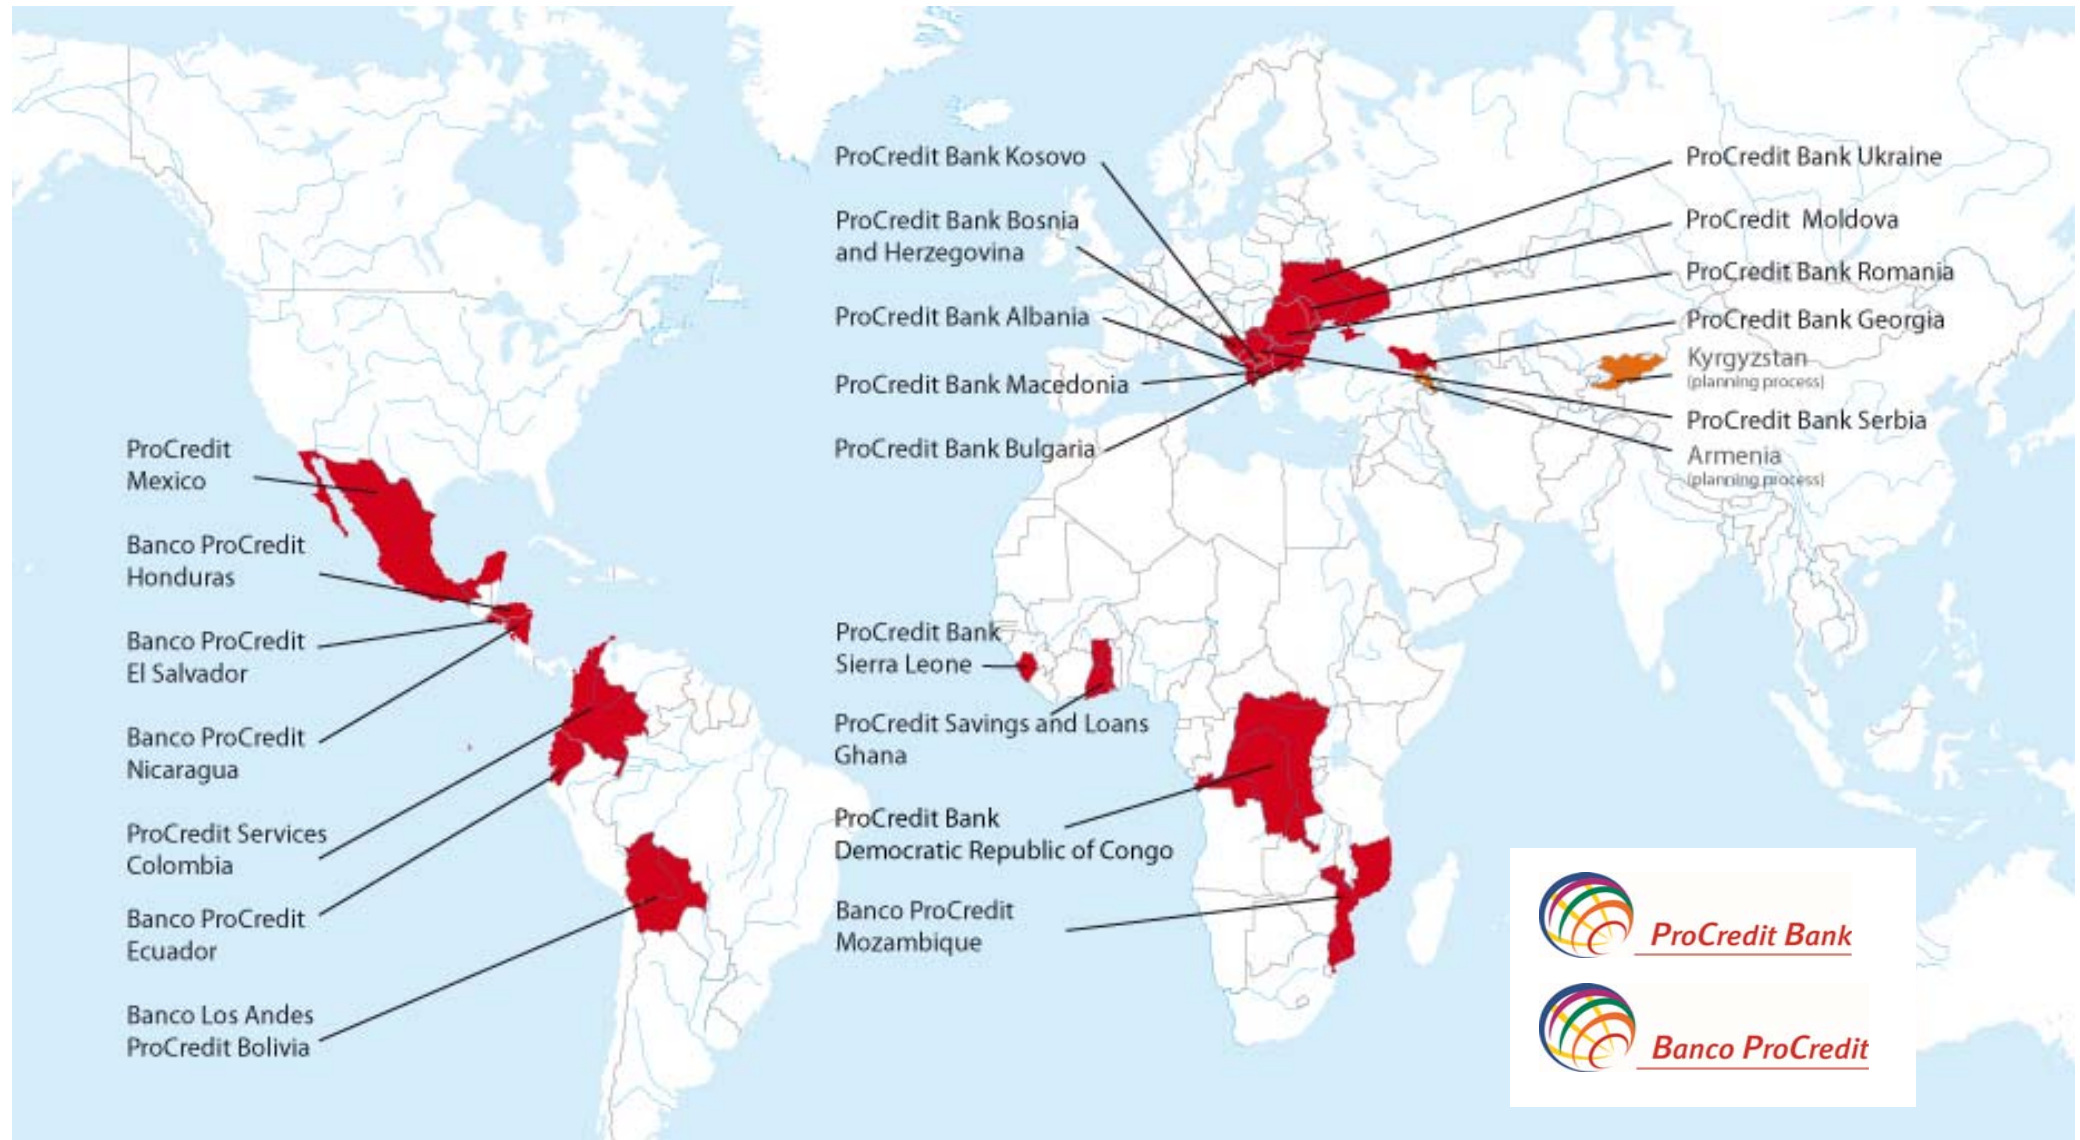 ProCredit
Mexico
Banco ProCredit
Honduras
Banco ProCredit
El Salvador
Banco ProCredit
Nicaragua
ProCredit Services
Colombia
Banco ProCredit
Ecuador
Banco Los Andes
ProCredit Bolivia
ProCredit Bank Kosovo
ProCredit Bank Bosnia
and Herzegovina
ProCredit Bank Albania
ProCredit Bank Macedonia
ProCredit Bank Bulgaria
ProCredit Bank
Sierra Leone
ProCredit Savings and Loans
Ghana
ProCredit Bank
Democratic Republic of Congo
Banco ProCredit
Mozambique
ProCredit Bank Ukraine
ProCredit Moldova
ProCredit Bank Romania
ProCredit Bank Georgia
Kyrgyzstan
(planning process)
ProCredit Bank Serbia
Armenia
(planning process)
ProCredit Bank
Banco ProCredit